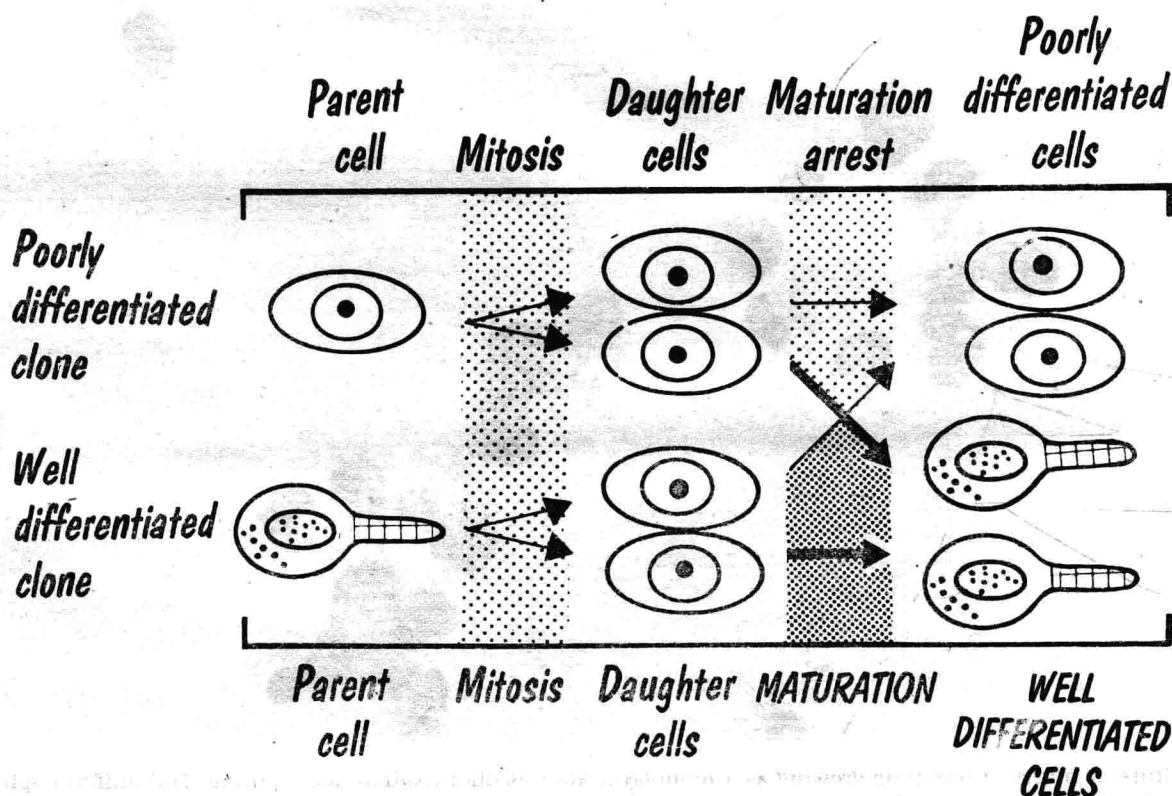 Parent
cell
Mitosis
Daughter
cells
Maturation
arrest
Poorly
differentiated
cells
Poorly
differentiated
clone
Well
differentiated
clone
Parent
cell
Mitosis
Daughter
cells
MATURATION
WELL
DIFFERENTIATED
CELLS